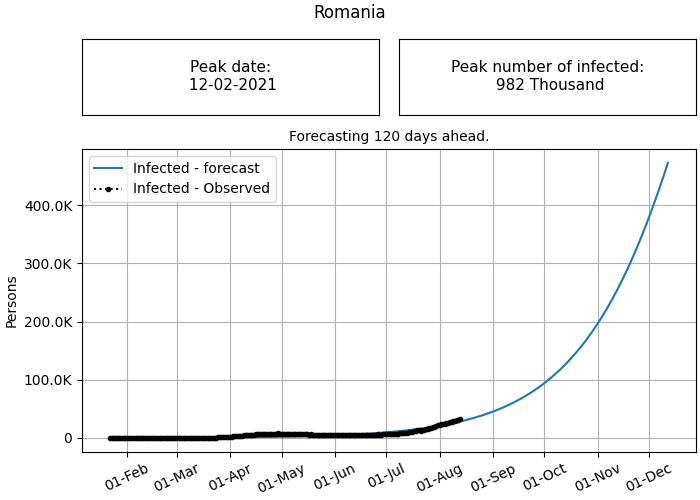 Romania
Peak date:
12-02-2021
Peak number of infected:
982 Thousand
Forecasting 120 days ahead.
Infected - forecast
Infected - Observed
Persons
400.0K
300.0K
200.0K
100.0K
0
01-Feb
01-Mar
01-Apr
01-May
01-Jun
01-Jul
01-Aug
01-Sep
01-Oct
01-Nov
01-Dec